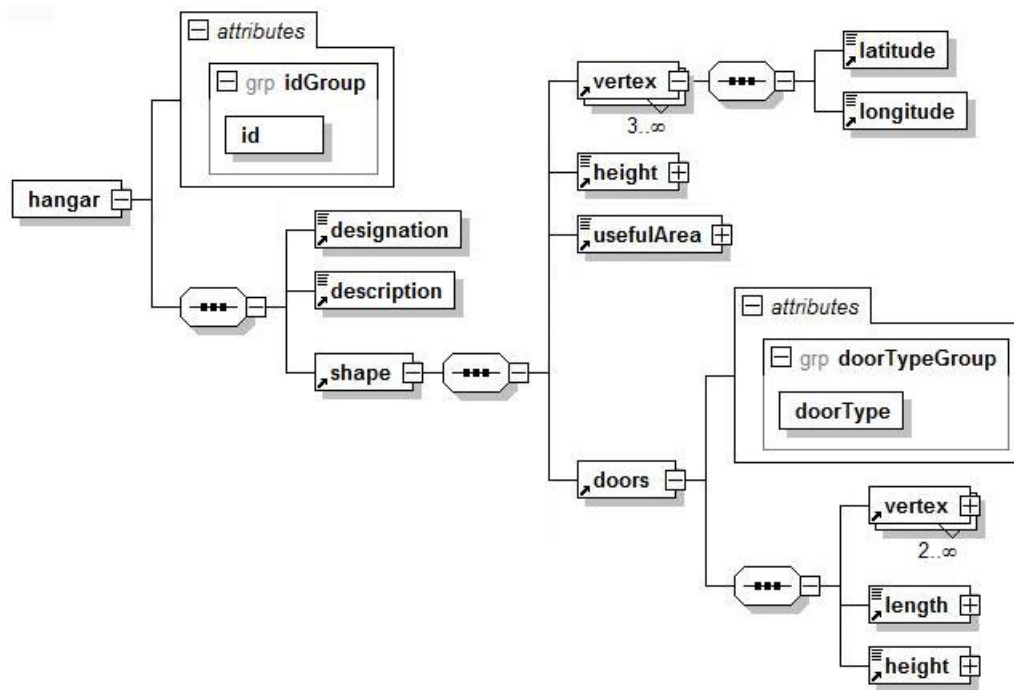 attributes
grp idGroup
id
hangar
designation
description
shape
vertex
3..∞
latitude
longitude
height
usefulArea
doors
attributes
grp doorTypeGroup
doorType
vertex
2..∞
length
height